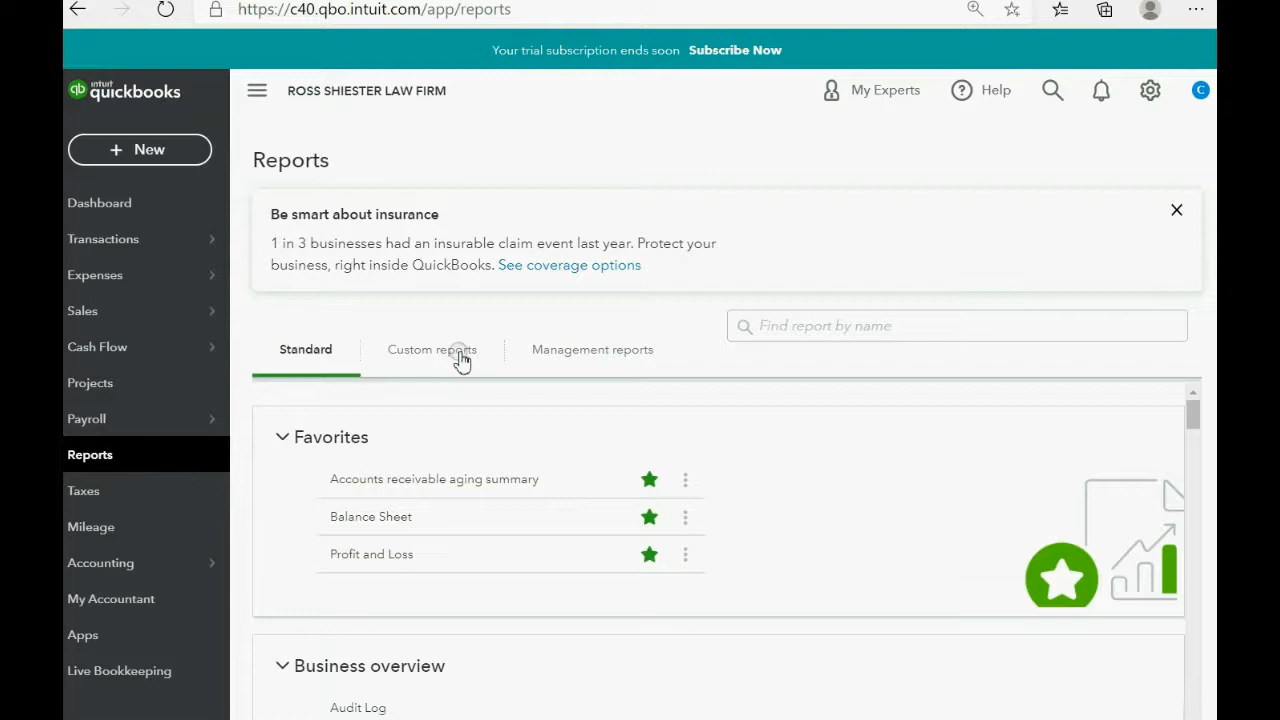 https://c40.qbo.intuit.com/app/reports
Your trial subscription ends soon Subscribe Now
intuit
quickbooks
ROSS SHIESTER LAW FIRM
My Experts
Help
C
+ New
Dashboard
Transactions
Expenses
Sales
Cash Flow
Projects
Payroll
Reports
Taxes
Mileage
Accounting
My Accountant
Apps
Live Bookkeeping
Reports
Be smart about insurance
1 in 3 businesses had an insurable claim event last year. Protect your
business, right inside QuickBooks. See coverage options
Find report by name
Standard
Custom reports
Management reports
Favorites
Accounts receivable aging summary
Balance Sheet
Profit and Loss
Business overview
Audit Log